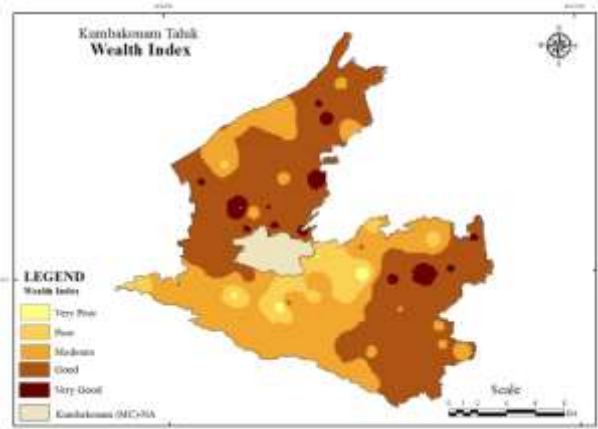 Kumbakonam Taluk
Wealth Index
N
LEGEND
Wealth Index
Very Poor
Poor
Moderate
Good
Very Good
Kumbakonam (MC)-NA
Scale